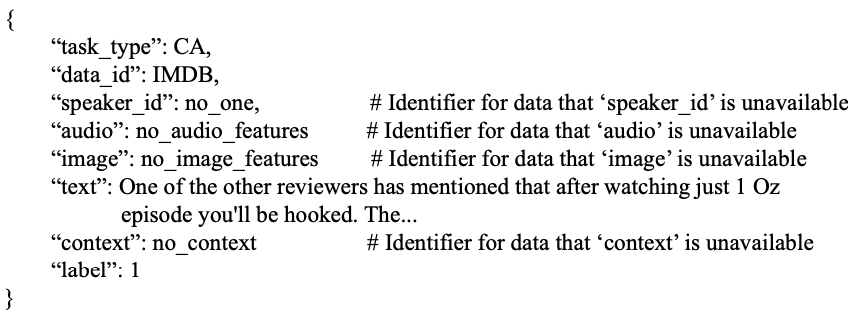 {
“task_type”: CA,
“data_id”: IMDB,
“speaker_id”: no_one, # Identifier for data that ‘speaker_id’ is unavailable
“audio”: no_audio_features # Identifier for data that ‘audio’ is unavailable
“image”: no_image_features # Identifier for data that ‘image’ is unavailable
“text”: One of the other reviewers has mentioned that after watching just 1 Oz
episode you'll be hooked. The...
“context”: no_context # Identifier for data that ‘context’ is unavailable
“label”: 1
}